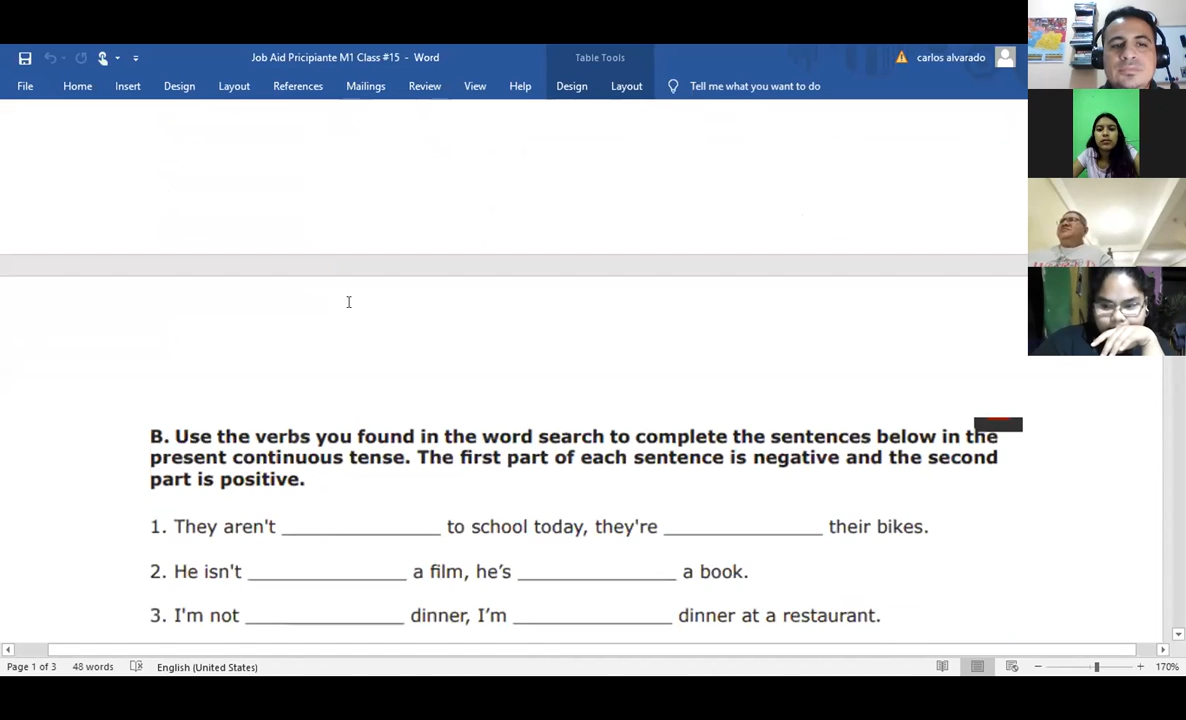 Job Aid Pricipiante M1 Class #15 - Word
Table Tools
carlos alvarado
File Home Insert Design Layout References Mailings Review View Help Design Layout Tell me what you want to do
B. Use the verbs you found in the word search to complete the sentences below in the
present continuous tense. The first part of each sentence is negative and the second
part is positive.
1. They aren't _______________ to school today, they're _______________ their bikes.
2. He isn't _______________ a film, he's _______________ a book.
3. I'm not _______________ dinner, I'm _______________ dinner at a restaurant.
Page 1 of 3 48 words English (United States) 170%